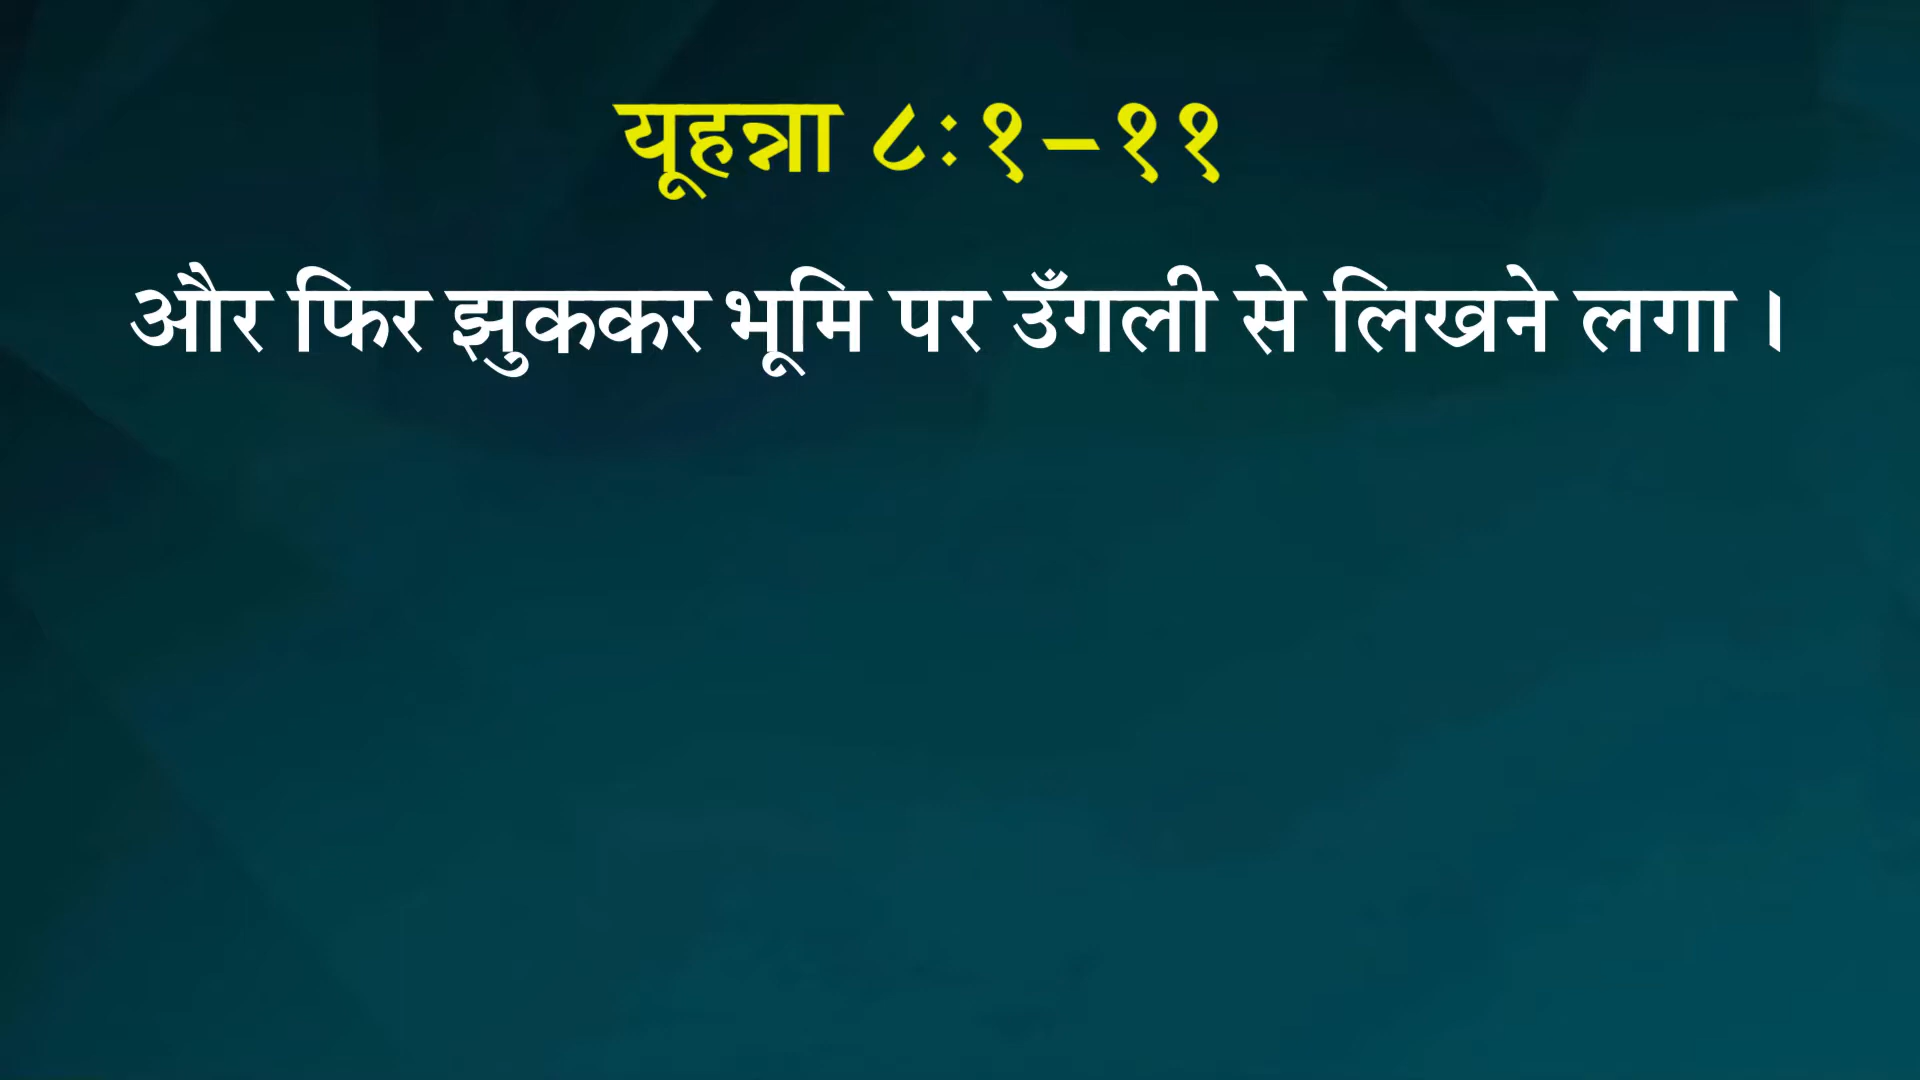 यूहन्ना ८:१-११
और फिर झुककर भूमि पर उँगली से लिखने लगा।